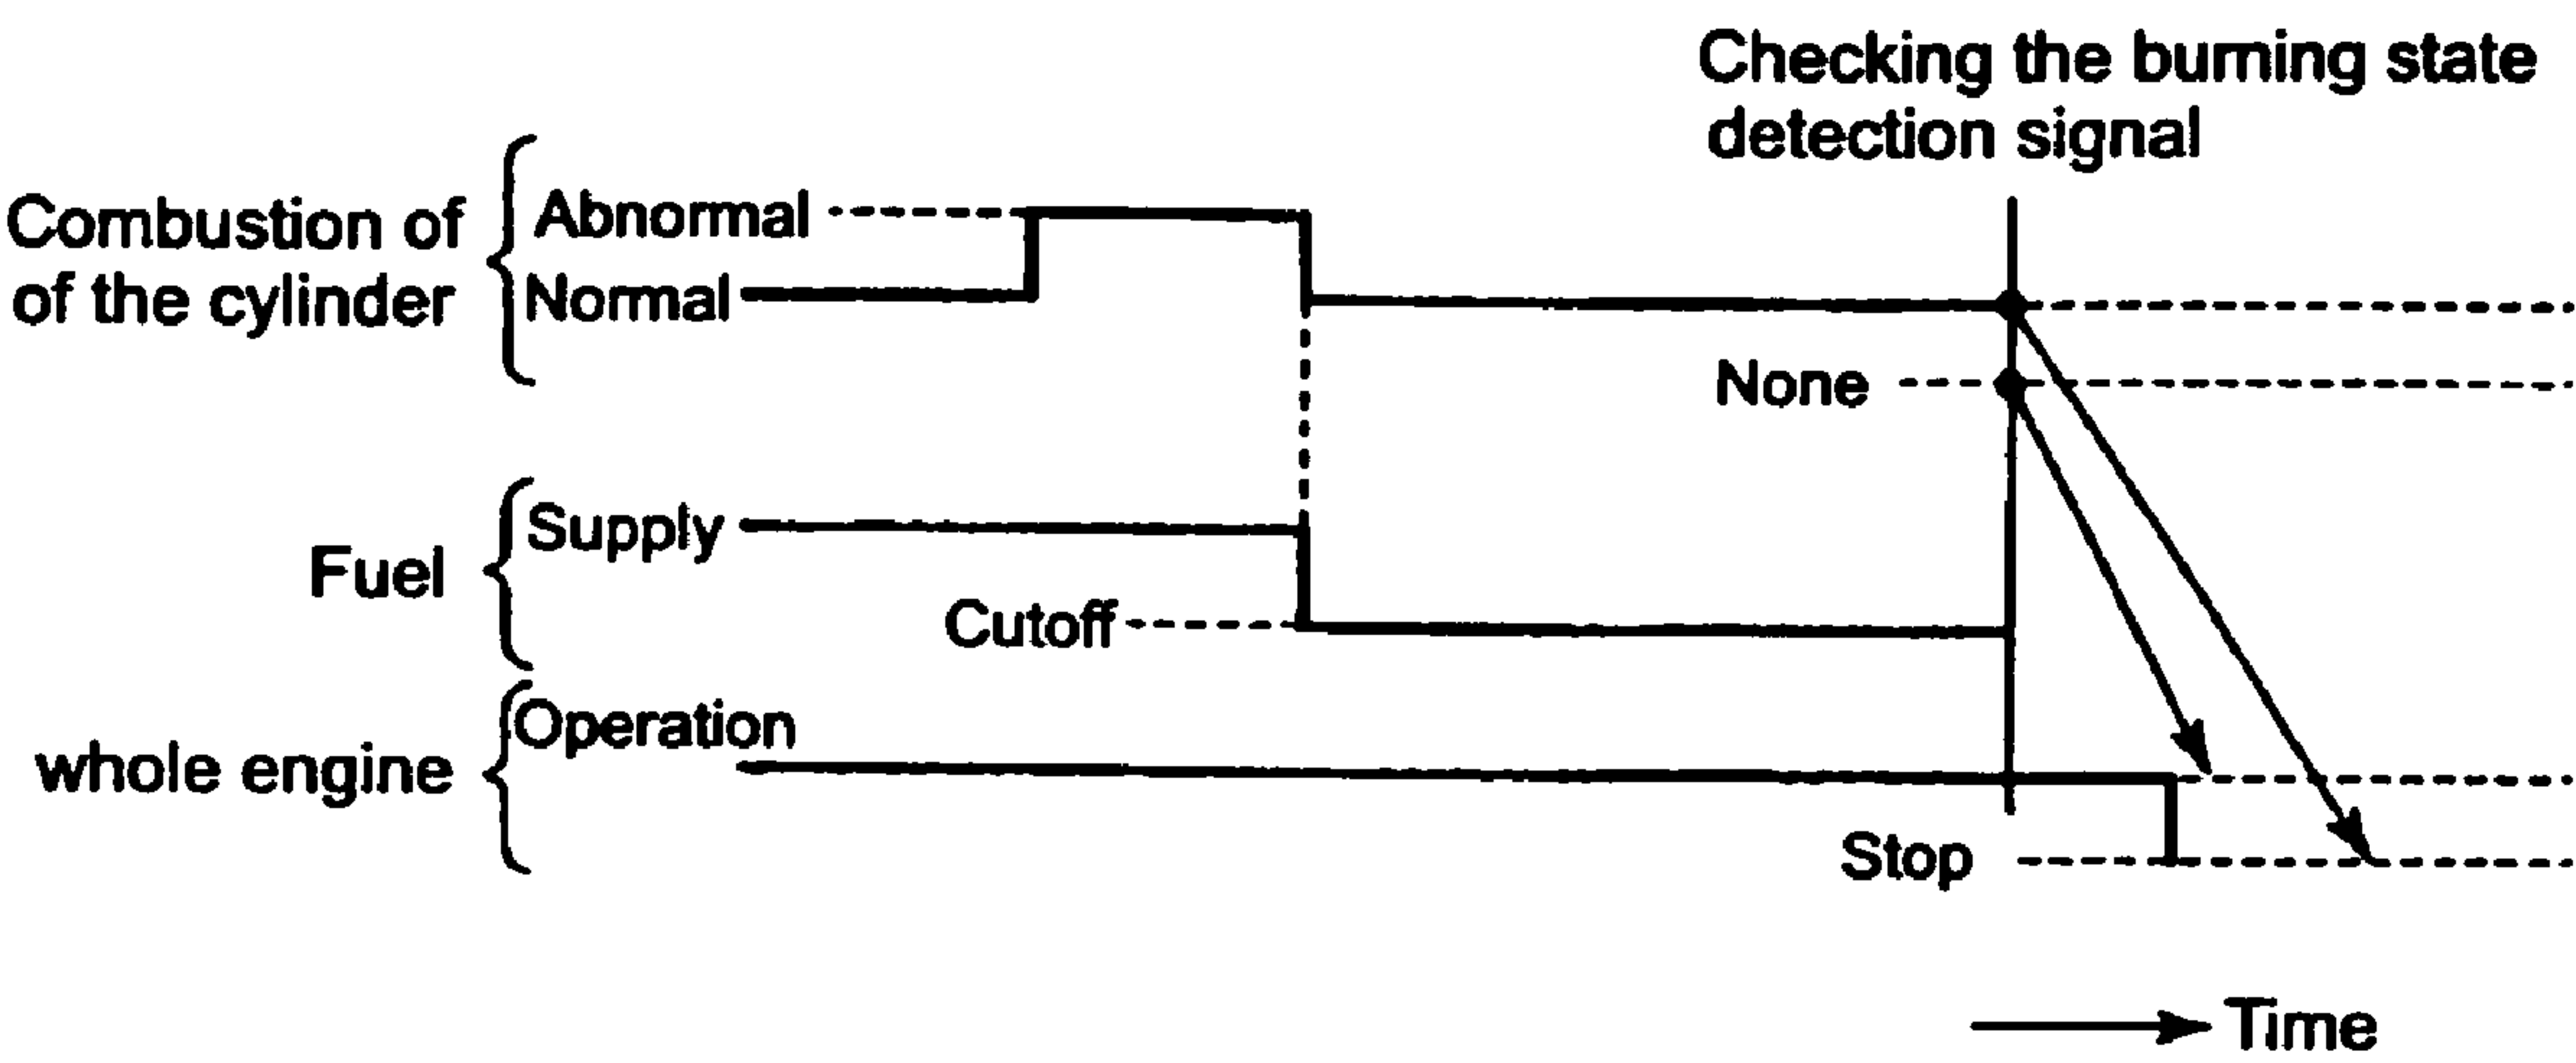 Checking the burning state
detection signal
Combustion of
of the cylinder
Abnormal
Normal
None
Fuel
Supply
Cutoff
whole engine
Operation
Stop
Time